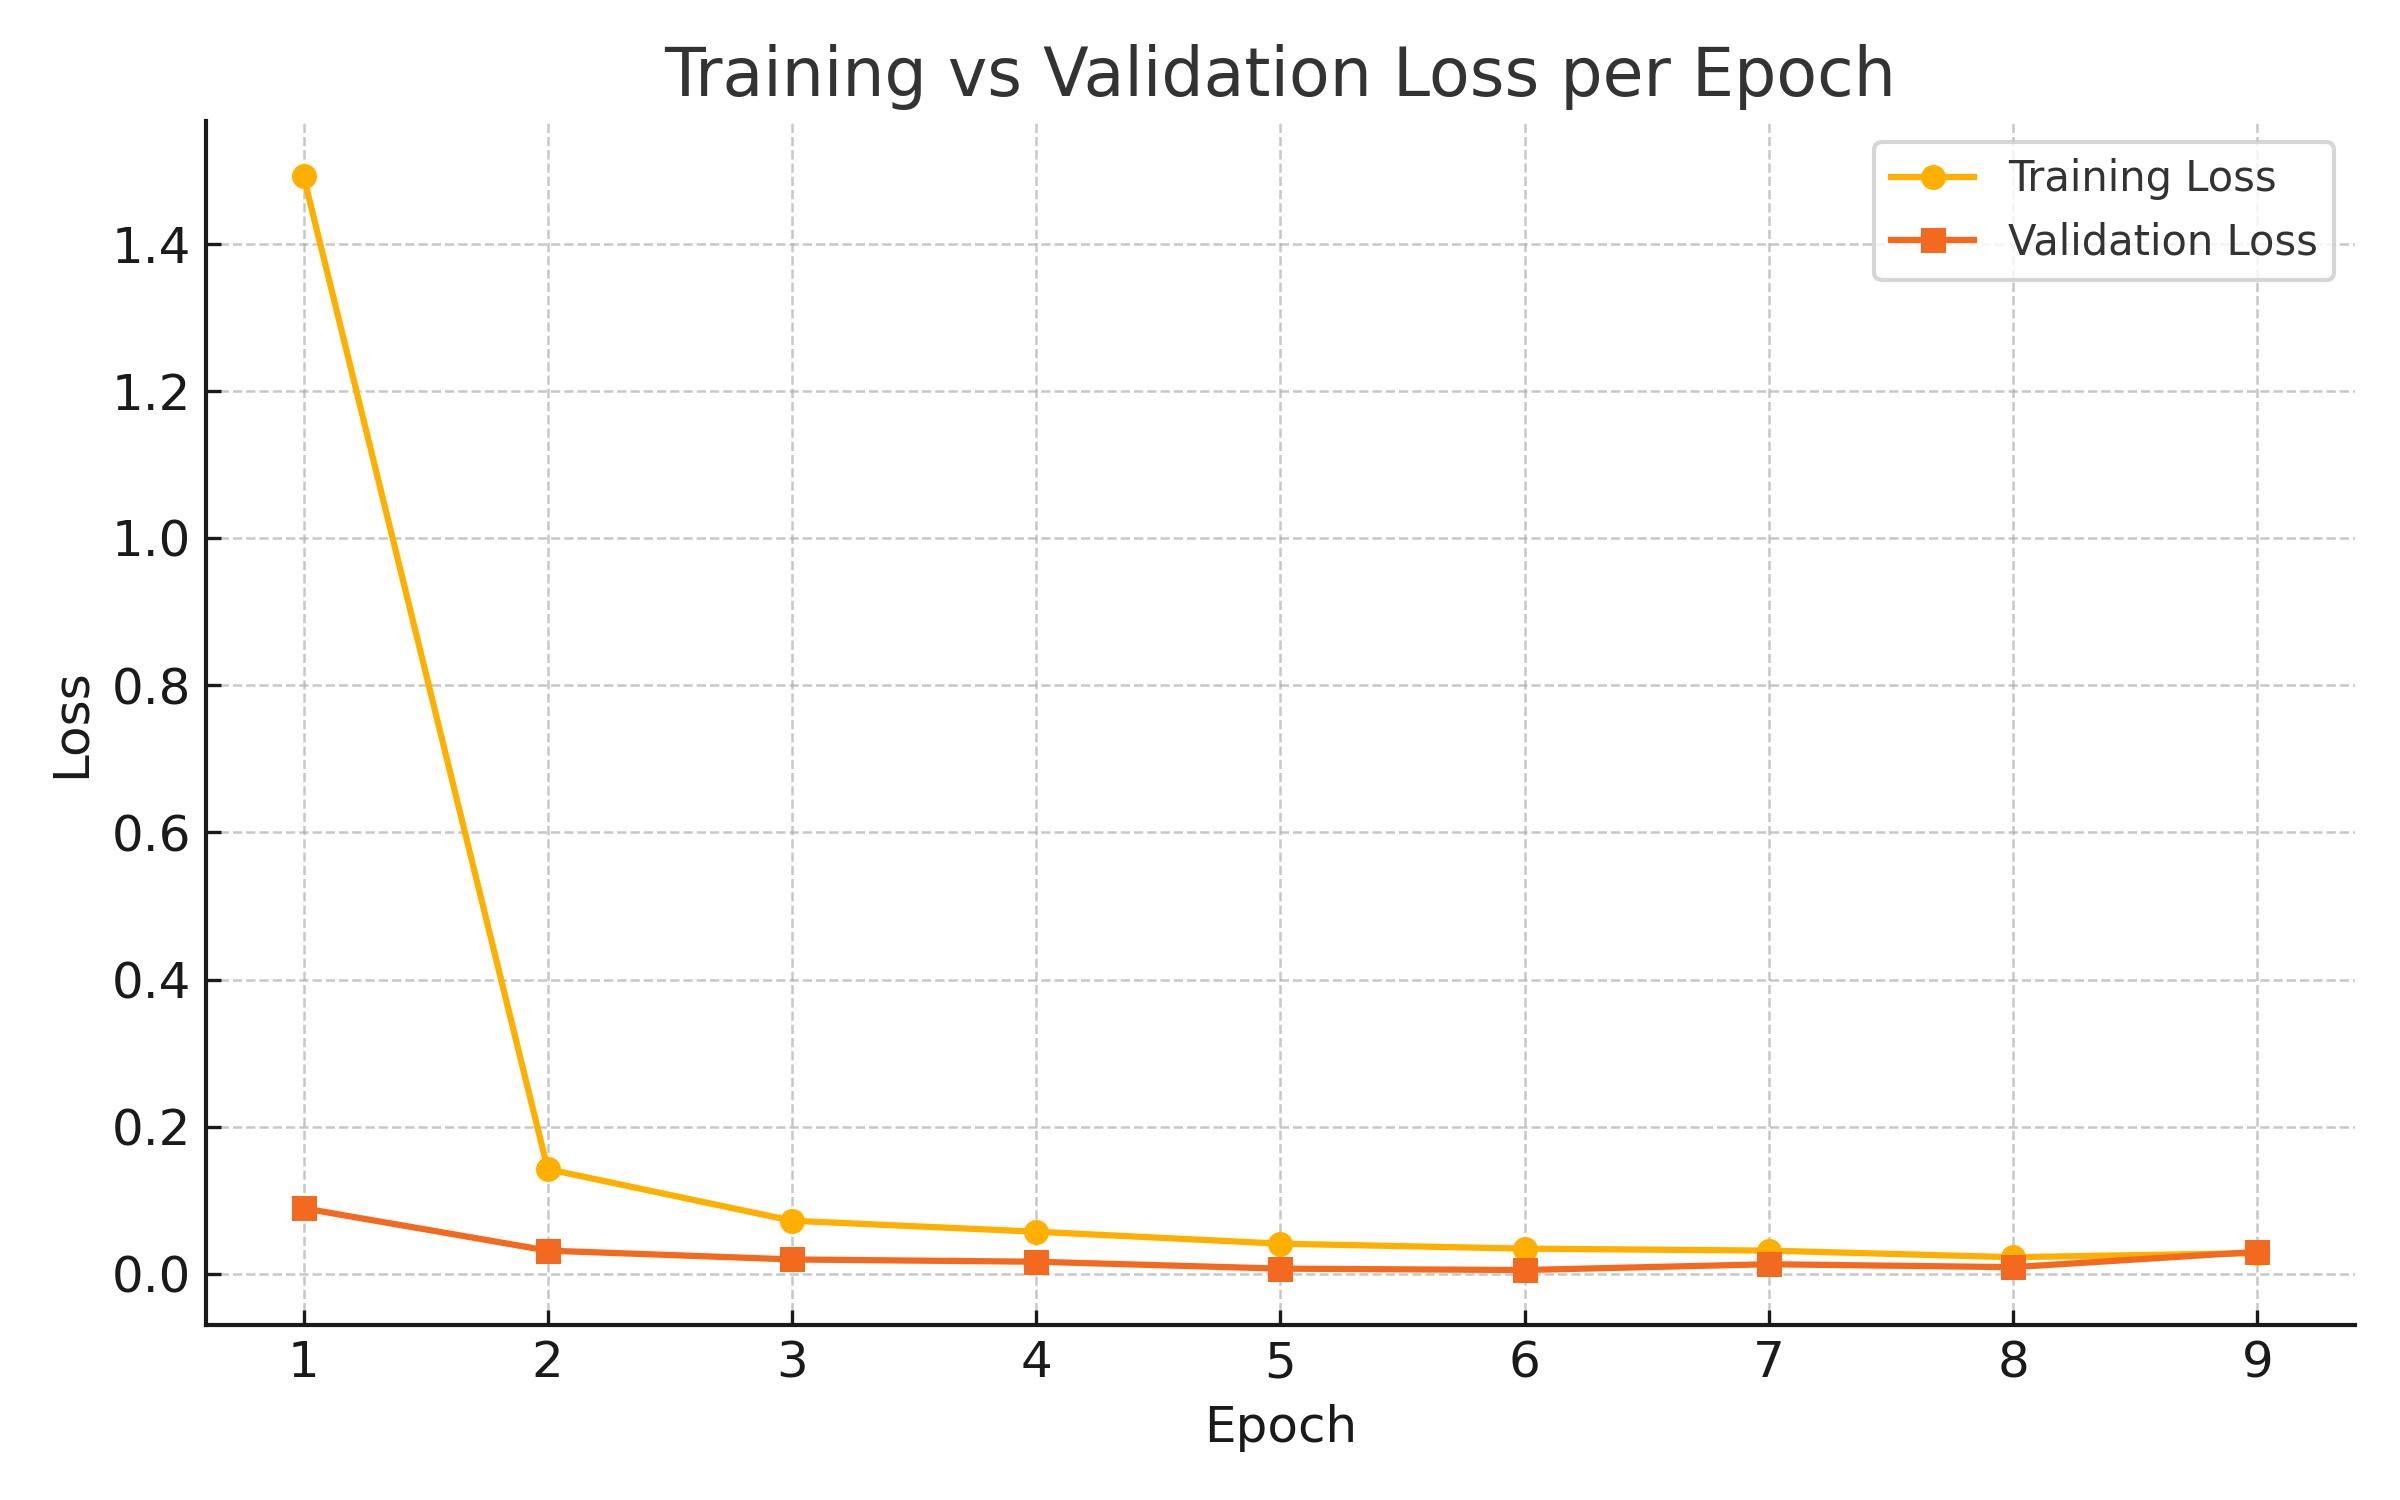 Training vs Validation Loss per Epoch
Training Loss
Validation Loss
1.4
1.2
1.0
0.8
0.6
0.4
0.2
0.0
Loss
1 2 3 4 5 6 7 8 9
Epoch